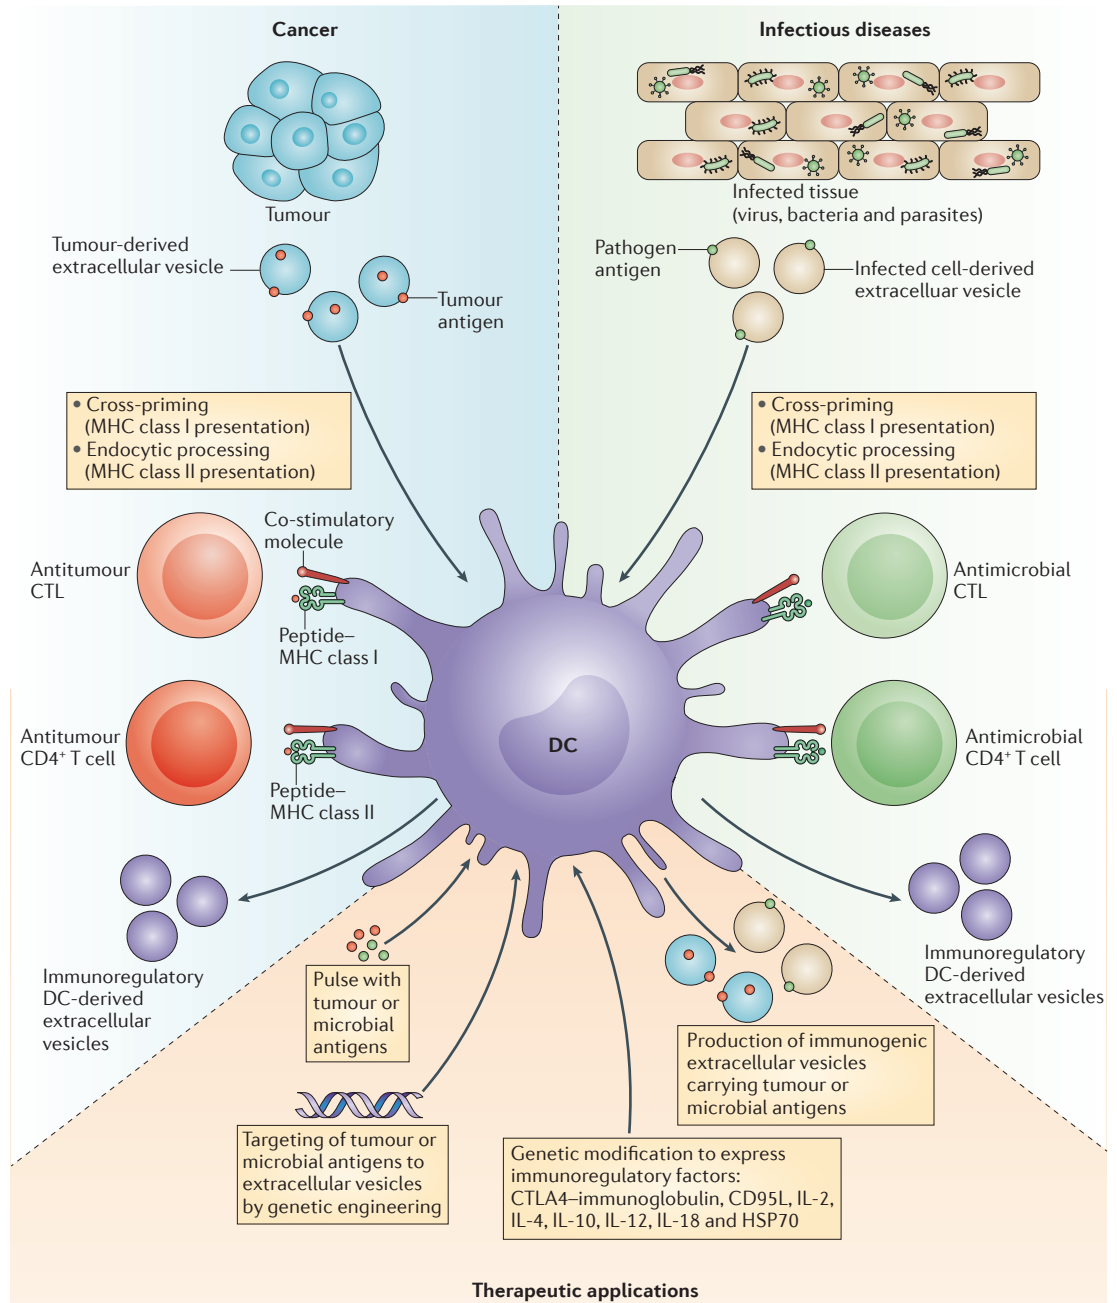 Cancer
Infectious diseases
Tumour
Infected tissue
(virus, bacteria and parasites)
Tumour-derived
extracellular vesicle
Tumour
antigen
Pathogen
antigen
Infected cell-derived
extracelluar vesicle
• Cross-priming
(MHC class I presentation)
• Endocytic processing
(MHC class II presentation)
• Cross-priming
(MHC class I presentation)
• Endocytic processing
(MHC class II presentation)
Co-stimulatory
molecule
Antitumour
CTL
Peptide–
MHC class I
Antimicrobial
CTL
Antitumour
CD4⁺ T cell
Peptide–
MHC class II
DC
Antimicrobial
CD4⁺ T cell
Immunoregulatory
DC-derived
extracellular
vesicles
Immunoregulatory
DC-derived
extracellular vesicles
Pulse with
tumour or
microbial
antigens
Production of immunogenic
extracellular vesicles
carrying tumour or
microbial antigens
Targeting of tumour or
microbial antigens to
extracellular vesicles
by genetic engineering
Genetic modification to express
immunoregulatory factors:
CTLA4–immunoglobulin, CD95L, IL-2,
IL-4, IL-10, IL-12, IL-18 and HSP70
Therapeutic applications